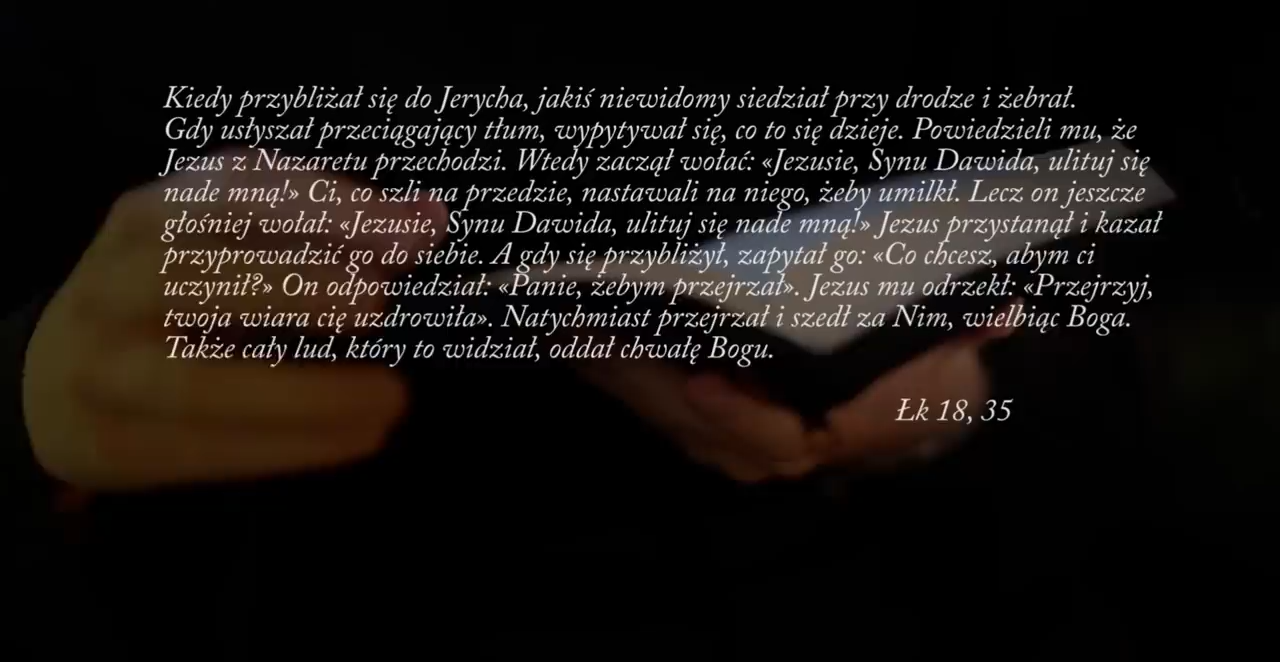 Kiedy przybliżał się do Jerycha, jakiś niewidomy siedział przy drodze i żebrał.
Gdy usłyszał przeciągający tłum, wypytywał się, co to się dzieje. Powiedzieli mu, że
Jezus z Nazaretu przechodzi. Wtedy zaczął wołać: «Jezusie, Synu Dawida, ulituj się
nade mną!» Ci, co szli na przedzie, nastawali na niego, żeby umilkł. Lecz on jeszcze
głośniej wołał: «Jezusie, Synu Dawida, ulituj się nade mną!» Jezus przystanął i kazał
przyprowadzić go do siebie. A gdy się przybliżył, zapytał go: «Co chcesz, abym ci
uczynił?» On odpowiedział: «Panie, żebym przejrzał». Jezus mu odrzekł: «Przejrzyj,
twoja wiara cię uzdrowiła». Natychmiast przejrzał i szedł za Nim, wielbiąc Boga.
Także cały lud, który to widział, oddał chwałę Bogu.
Łk 18, 35